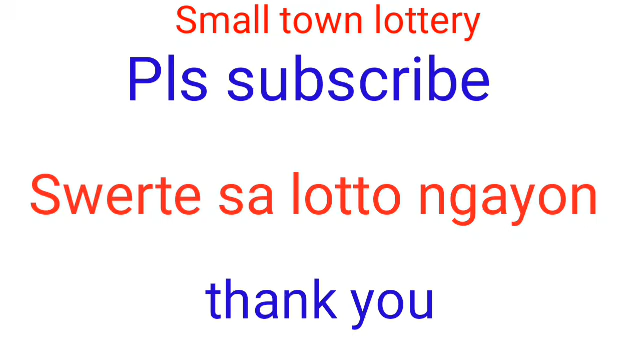 Small town lottery
Pls subscribe
Swerte sa lotto ngayon
thank you